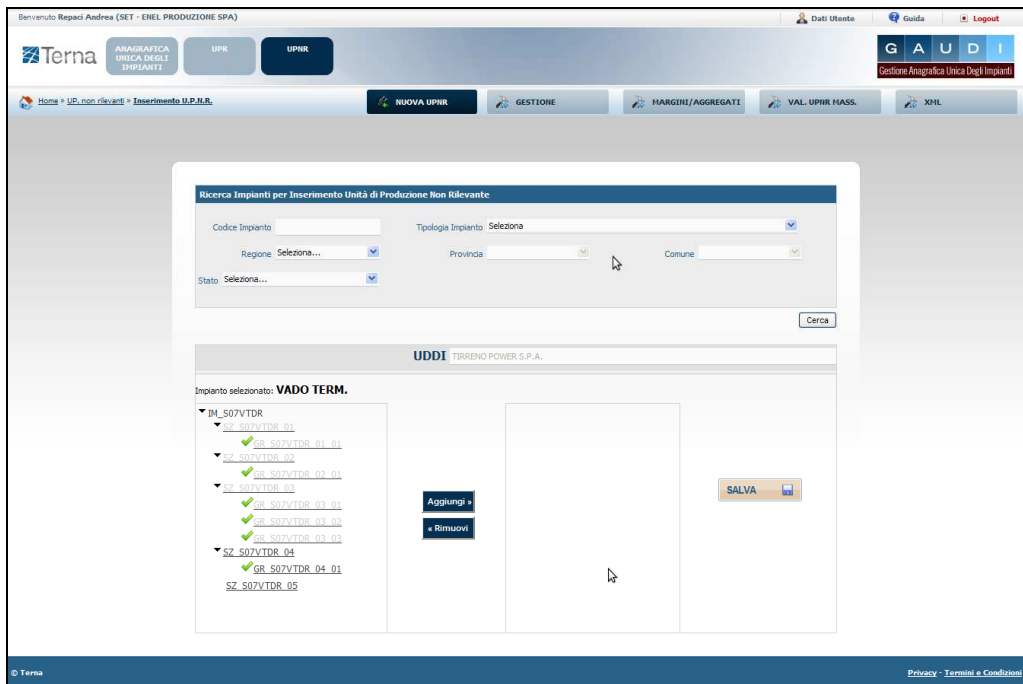 Benvenuto Repaci Andrea (SET - ENEL PRODUZIONE SPA) Dati Utente Guida Logout
Terna ANAGRAFICA UNICA DEGLI IMPIANTI UPR UPNR GAUDI
Gestione Anagrafica Unica Degli Impianti
Home » UP. non rilevanti » Inserimento U.P.N.R. NUOVA UPNR GESTIONE MARGINI/AGGREGATI VAL. UPNR MASS. XML
Ricerca Impianti per Inserimento Unità di Produzione Non Rilevante
Codice Impianto Tipologia Impianto Seleziona
Regione Seleziona... Provincia Comune
Stato Seleziona...
Cerca
UDDI TIRRENO POWER S.P.A.
Impianto selezionato: VADO TERM.
IM_S07VTDR
SZ_S07VTDR_01
GR_S07VTDR_01_01
SZ_S07VTDR_02
GR_S07VTDR_02_01
SZ_S07VTDR_03
GR_S07VTDR_03_01
GR_S07VTDR_03_02
GR_S07VTDR_03_03
SZ_S07VTDR_04
GR_S07VTDR_04_01
SZ_S07VTDR_05
Aggiungi »
« Rimuovi
SALVA
© Terna Privacy - Termini e Condizioni